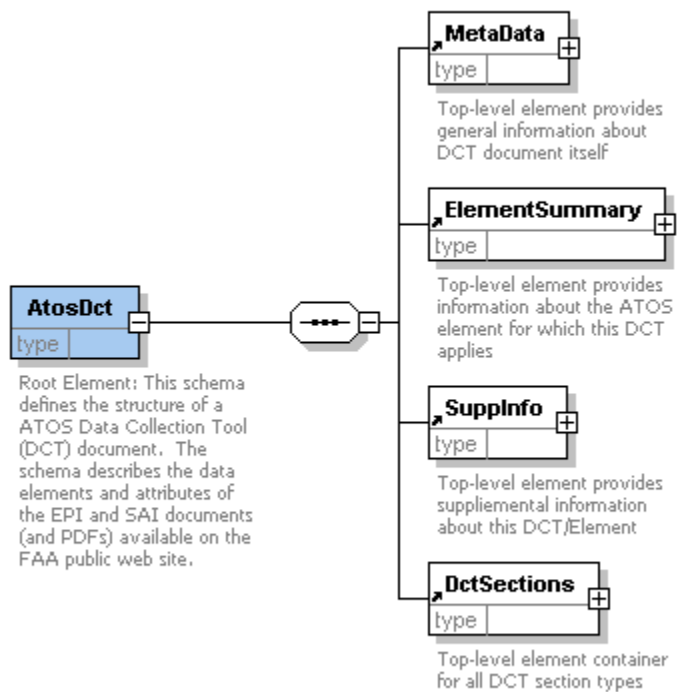 MetaData
type
Top-level element provides
general information about
DCT document itself
ElementSummary
type
Top-level element provides
information about the ATOS
element for which this DCT
applies
AtosDct
type
Root Element: This schema
defines the structure of a
ATOS Data Collection Tool
(DCT) document.  The
schema describes the data
elements and attributes of
the EPI and SAI documents
(and PDFs) available on the
FAA public web site.
SuppInfo
type
Top-level element provides
suppliemental information
about this DCT/Element
DctSections
type
Top-level element container
for all DCT section types